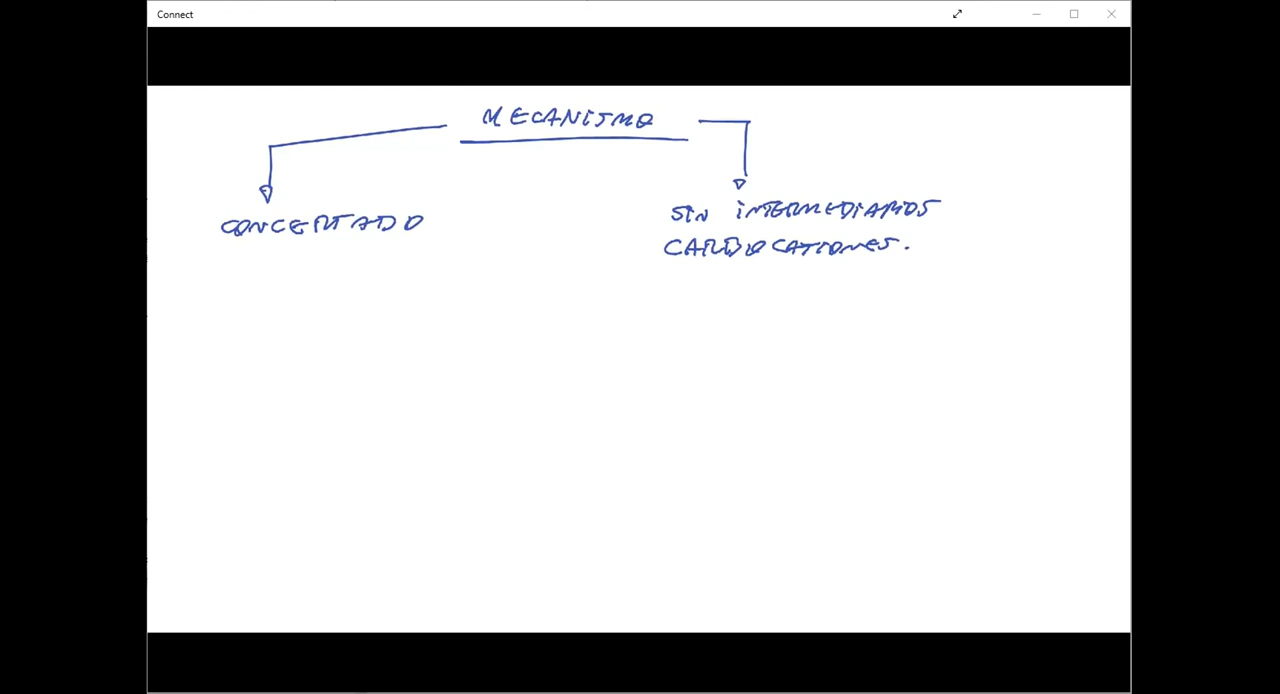 Connect
MECANISMO
CONCERTADO
SIN INTERMEDIARIOS
CARBOCATIONES.